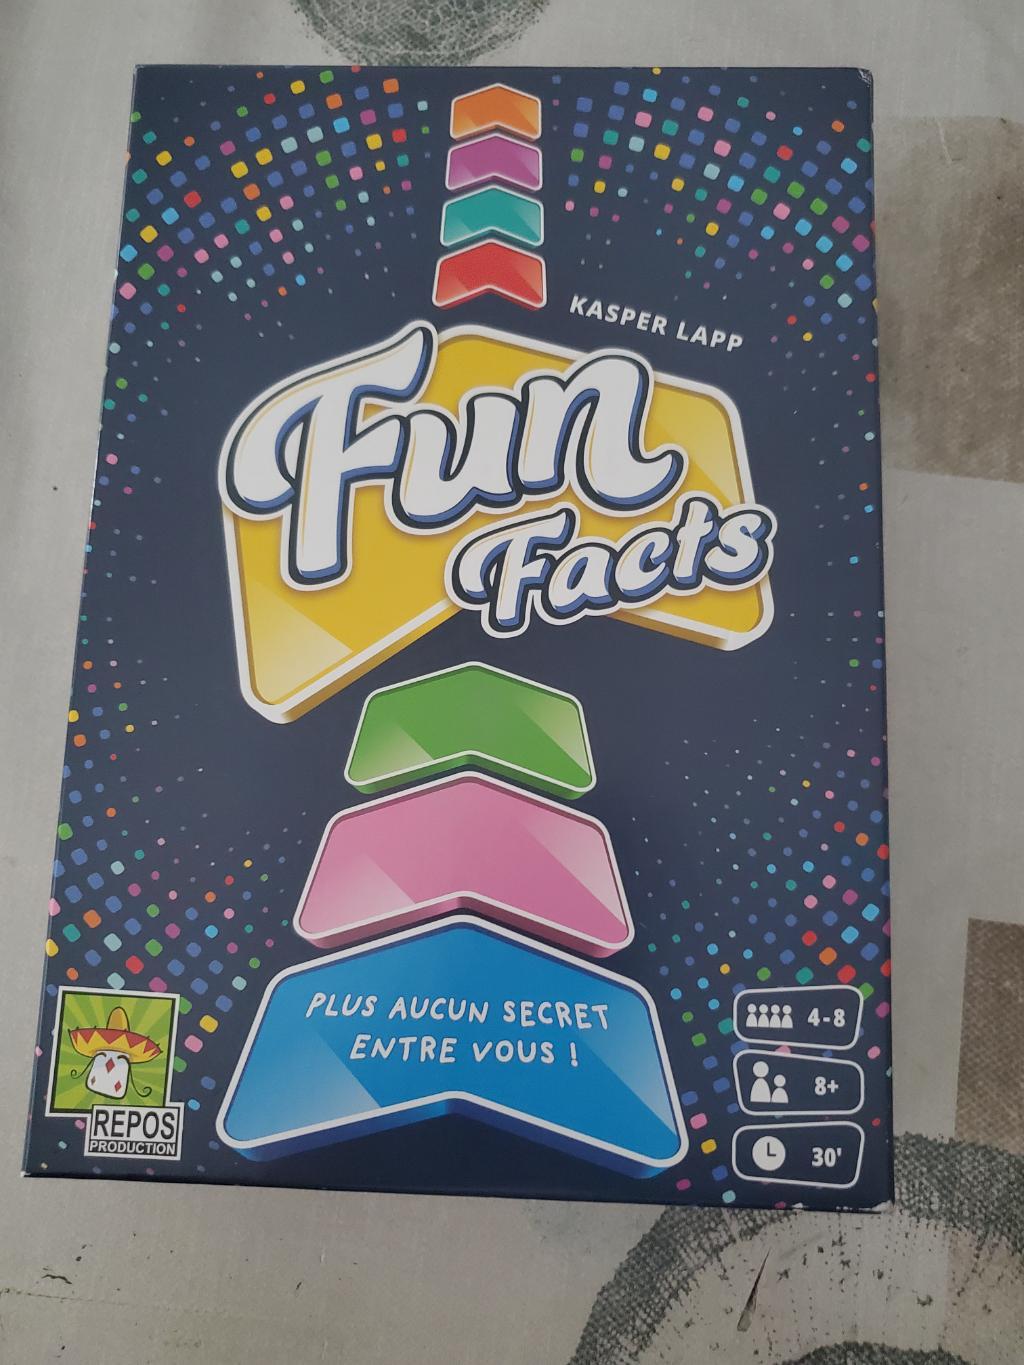 KASPER LAPP
Fun
Facts
PLUS AUCUN SECRET
ENTRE VOUS !
4-8
8+
30'
REPOS
PRODUCTION